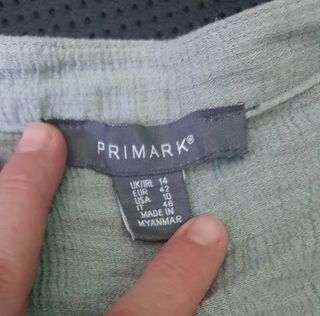 PRIMARK®
UK/IRL 14
EUR 42
USA 10
IT 46
MADE IN
MYANMAR